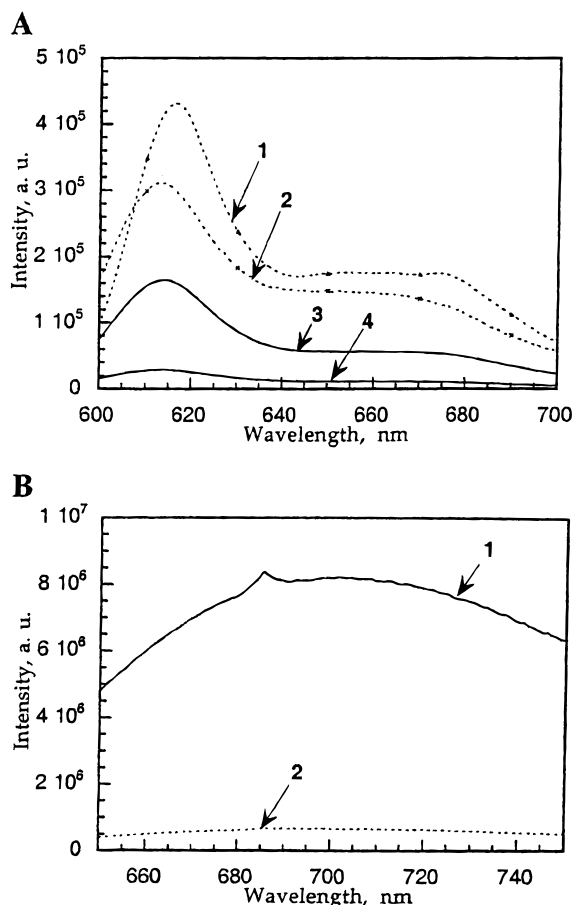 A
5 10⁵
4 10⁵
3 10⁵
2 10⁵
1 10⁵
0
Intensity, a. u.
1
2
3
4
600 620 640 660 680 700
Wavelength, nm
B
1 10⁷
8 10⁶
6 10⁶
4 10⁶
2 10⁶
0
Intensity, a. u.
1
2
660 680 700 720 740
Wavelength, nm